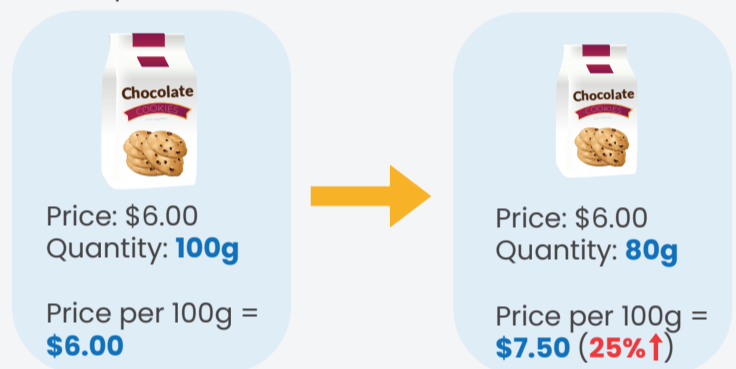 Chocolate
COOKIES
Price: $6.00
Quantity: 100g
Price per 100g =
$6.00
Chocolate
COOKIES
Price: $6.00
Quantity: 80g
Price per 100g =
$7.50 (25%↑)